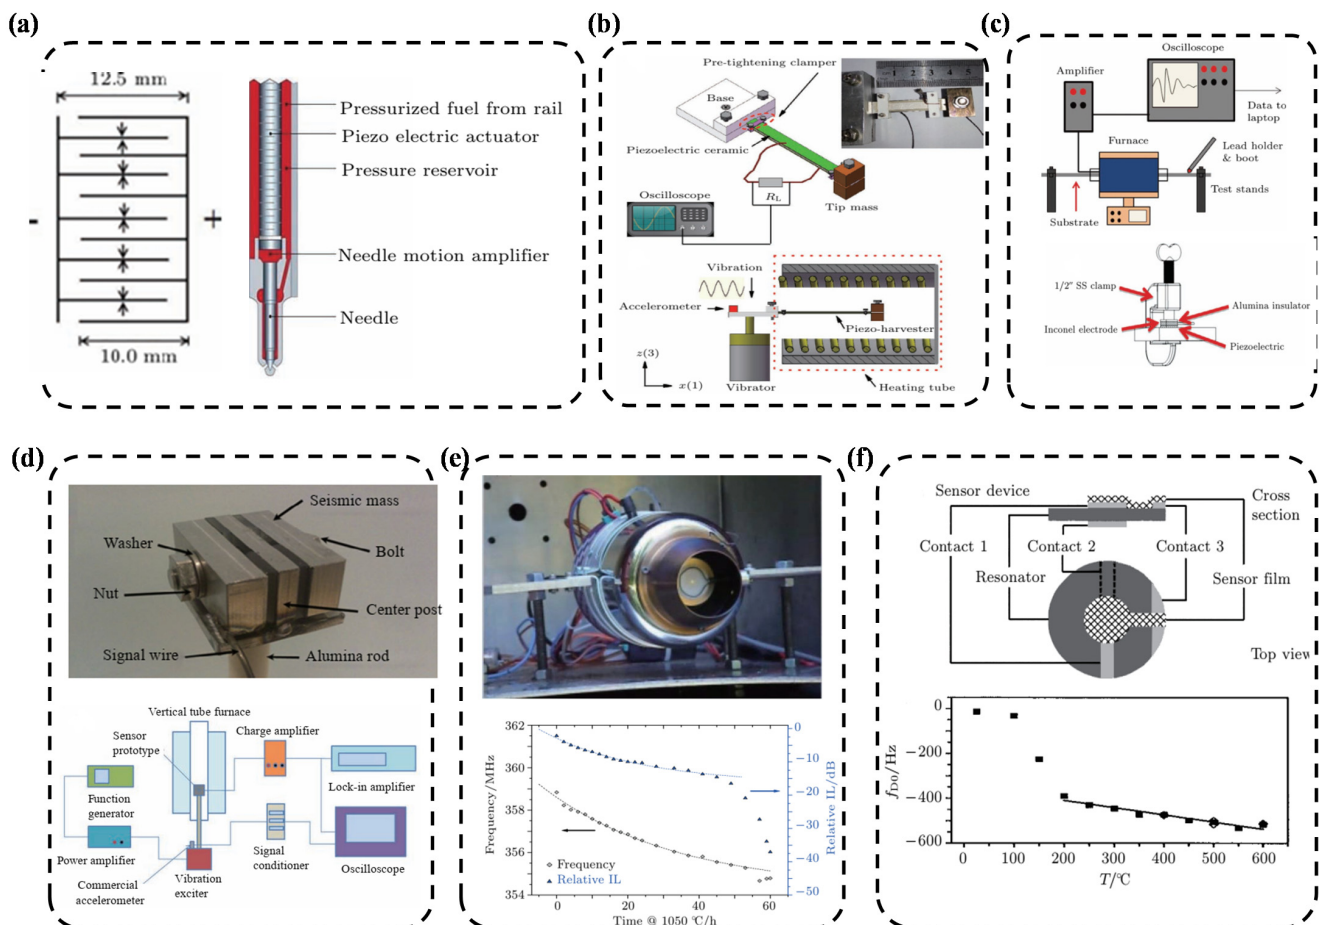 (a)
12.5 mm
-
+
10.0 mm
Pressurized fuel from rail
Piezo electric actuator
Pressure reservoir
Needle motion amplifier
Needle
(b)
Pre-tightening clamper
Base
Piezoelectric ceramic
1 2 3 4 5
Oscilloscope
RL
Tip mass
Vibration
Accelerometer
Piezo-harvester
z(3)
x(1)
Vibrator
Heating tube
(c)
Oscilloscope
Amplifier
Data to
laptop
Furnace
Lead holder
& boot
Test stands
Substrate
1/2" SS clamp
Alumina insulator
Inconel electrode
Piezoelectric
(d)
Seismic mass
Washer
Bolt
Nut
Center post
Signal wire
Alumina rod
Vertical tube furnace
Sensor
prototype
Charge amplifier
Lock-in amplifier
Function
generator
Power amplifier
Signal
conditioner
Oscilloscope
Commercial
accelerometer
Vibration
exciter
(e)
Frequency/MHz
362
360
358
356
354
0
-10
-20
-30
-40
-50
Relative IL/dB
Frequency
Relative IL
0 20 40 60
Time @ 1050 ℃/h
(f)
Sensor device
Cross
section
Contact 1
Contact 2
Contact 3
Resonator
Sensor film
Top view
fD0/Hz
0
-200
-400
-600
0 100 200 300 400 500 600
T/℃